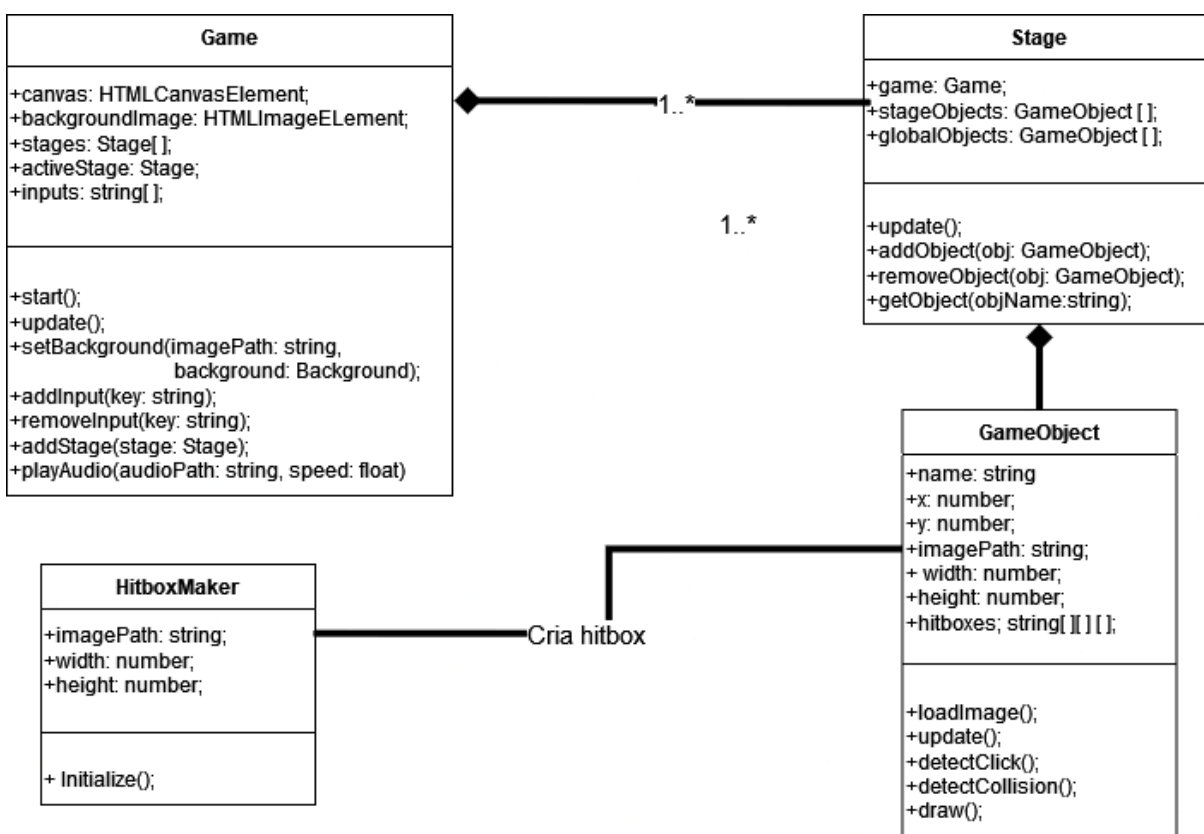 Game
+canvas: HTMLCanvasElement;
+backgroundImage: HTMLImageELement;
+stages: Stage[ ];
+activeStage: Stage;
+inputs: string[ ];
+start();
+update();
+setBackground(imagePath: string,
background: Background);
+addInput(key: string);
+removeInput(key: string);
+addStage(stage: Stage);
+playAudio(audioPath: string, speed: float)
1..*
Stage
+game: Game;
+stageObjects: GameObject [ ];
+globalObjects: GameObject [ ];
+update();
+addObject(obj: GameObject);
+removeObject(obj: GameObject);
+getObject(objName:string);
1..*
HitboxMaker
+imagePath: string;
+width: number;
+height: number;
+ Initialize();
Cria hitbox
GameObject
+name: string
+x: number;
+y: number;
+imagePath: string;
+ width: number;
+height: number;
+hitboxes; string[ ][ ] [ ];
+loadImage();
+update();
+detectClick();
+detectCollision();
+draw();